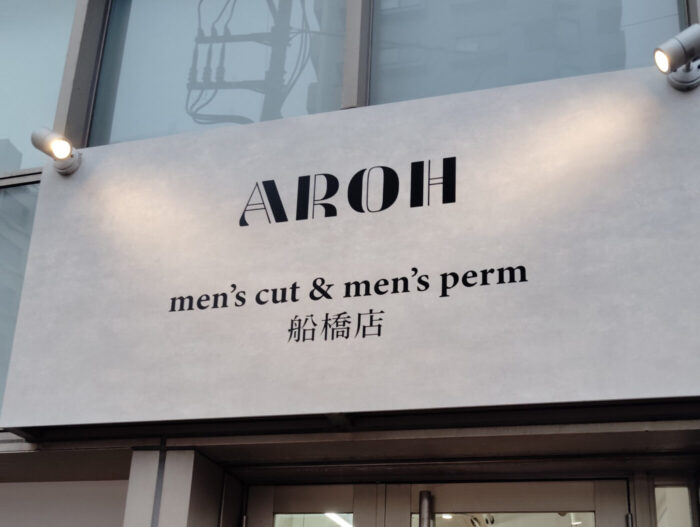 AROH
men's cut & men's perm
船橋店